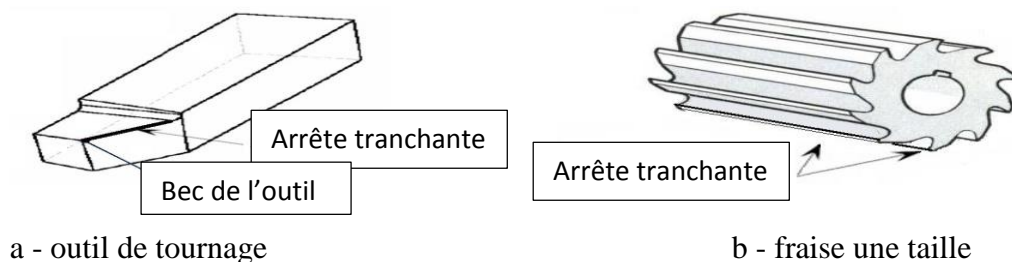 Arrête tranchante
Bec de l'outil
Arrête tranchante
a - outil de tournage
b - fraise une taille